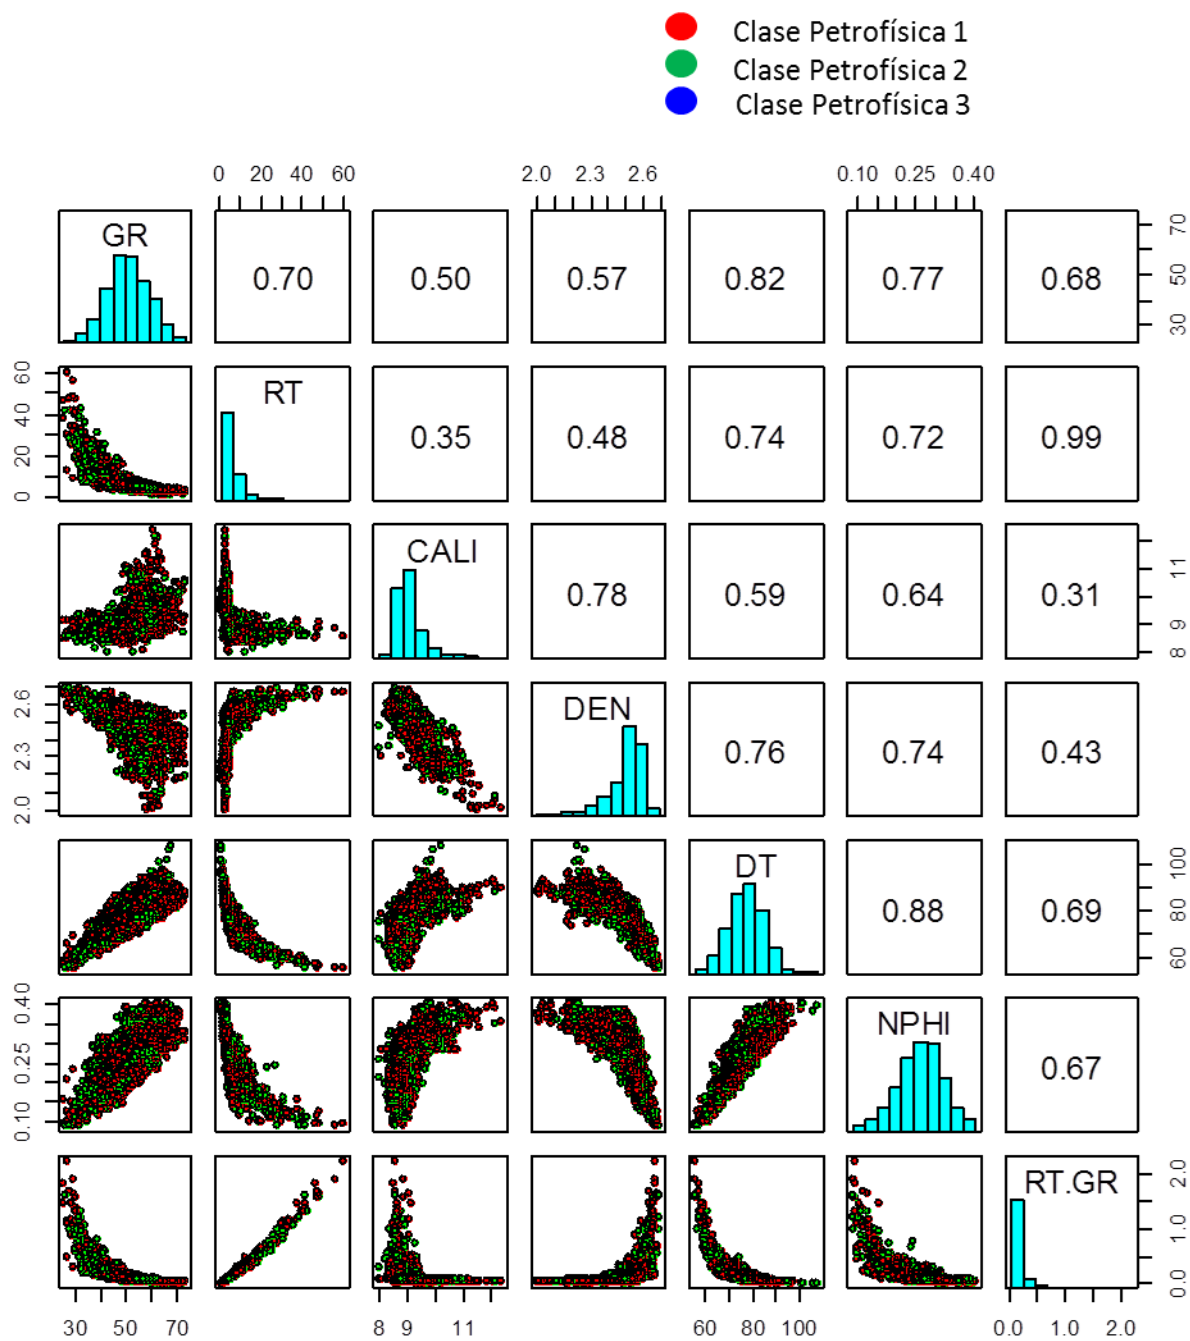 Clase Petrofísica 1
Clase Petrofísica 2
Clase Petrofísica 3
0 20 40 60
2.0 2.3 2.6
0.10 0.25 0.40
GR
0.70
0.50
0.57
0.82
0.77
0.68
30 50 70
0 20 40 60
RT
0.35
0.48
0.74
0.72
0.99
CALI
0.78
0.59
0.64
0.31
8 9 11
2.0 2.3 2.6
DEN
0.76
0.74
0.43
DT
0.88
0.69
60 80 100
0.10 0.25 0.40
NPHI
0.67
RT.GR
0.0 1.0 2.0
30 50 70
8 9 11
60 80 100
0.0 1.0 2.0